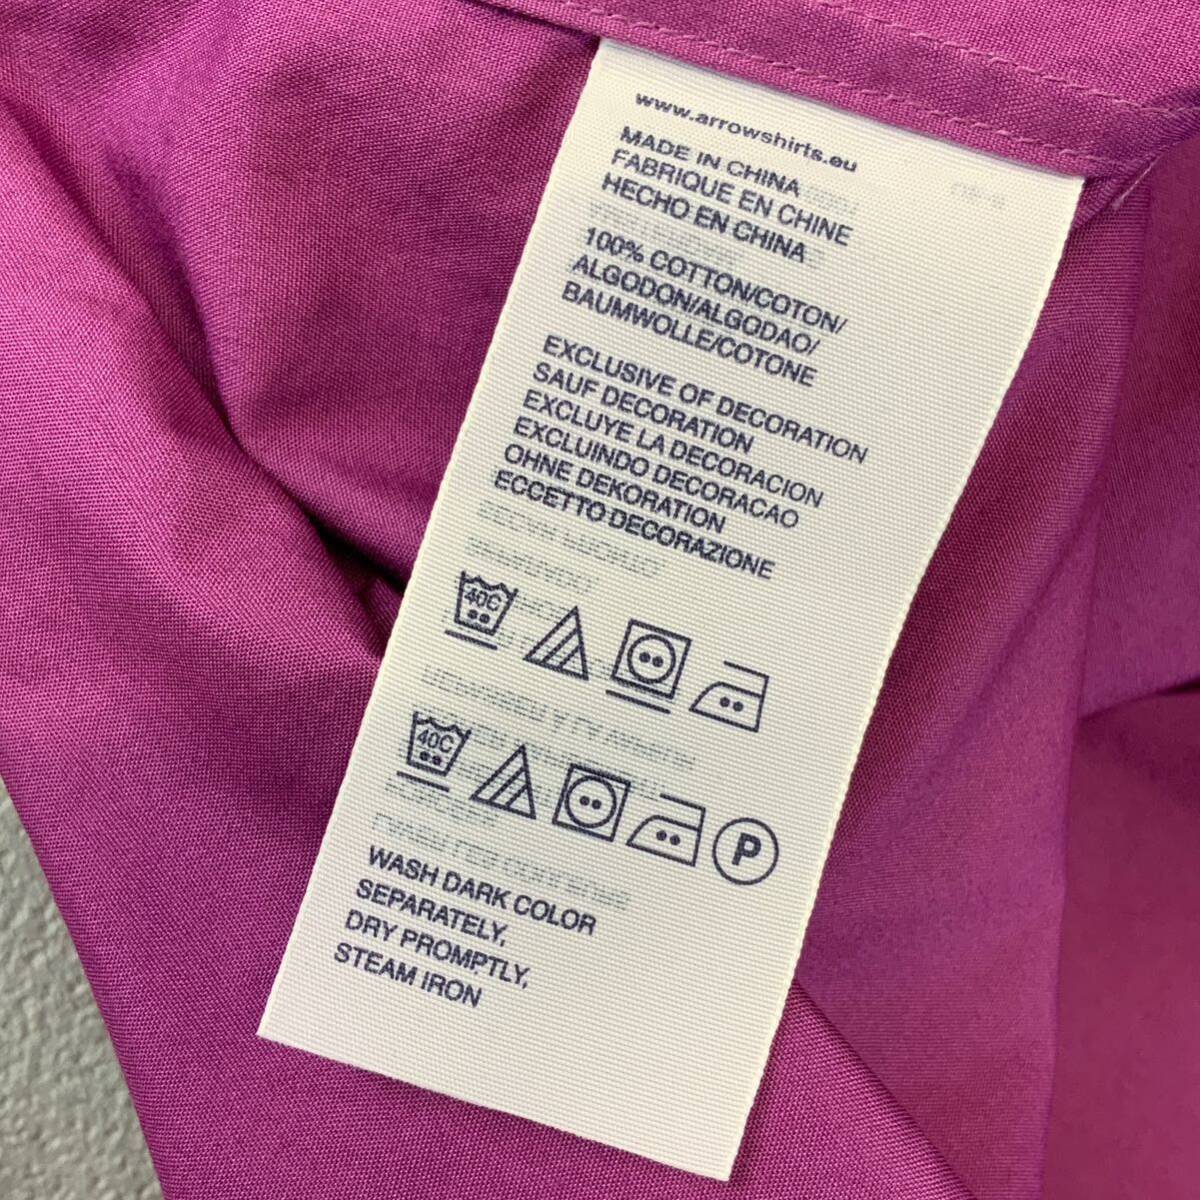 www.arrowshirts.eu
MADE IN CHINA
FABRIQUE EN CHINE
HECHO EN CHINA
100% COTTON/COTON/
ALGODON/ALGODAO/
BAUMWOLLE/COTONE
EXCLUSIVE OF DECORATION
SAUF DECORATION
EXCLUYE LA DECORACION
EXCLUINDO DECORACAO
OHNE DEKORATION
ECCETTO DECORAZIONE
40C
40C P
WASH DARK COLOR
SEPARATELY,
DRY PROMPTLY,
STEAM IRON